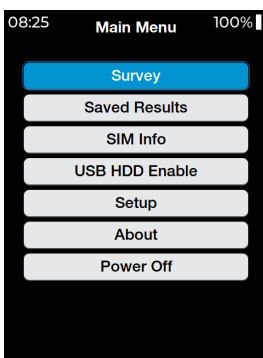 08:25 Main Menu 100%
Survey
Saved Results
SIM Info
USB HDD Enable
Setup
About
Power Off